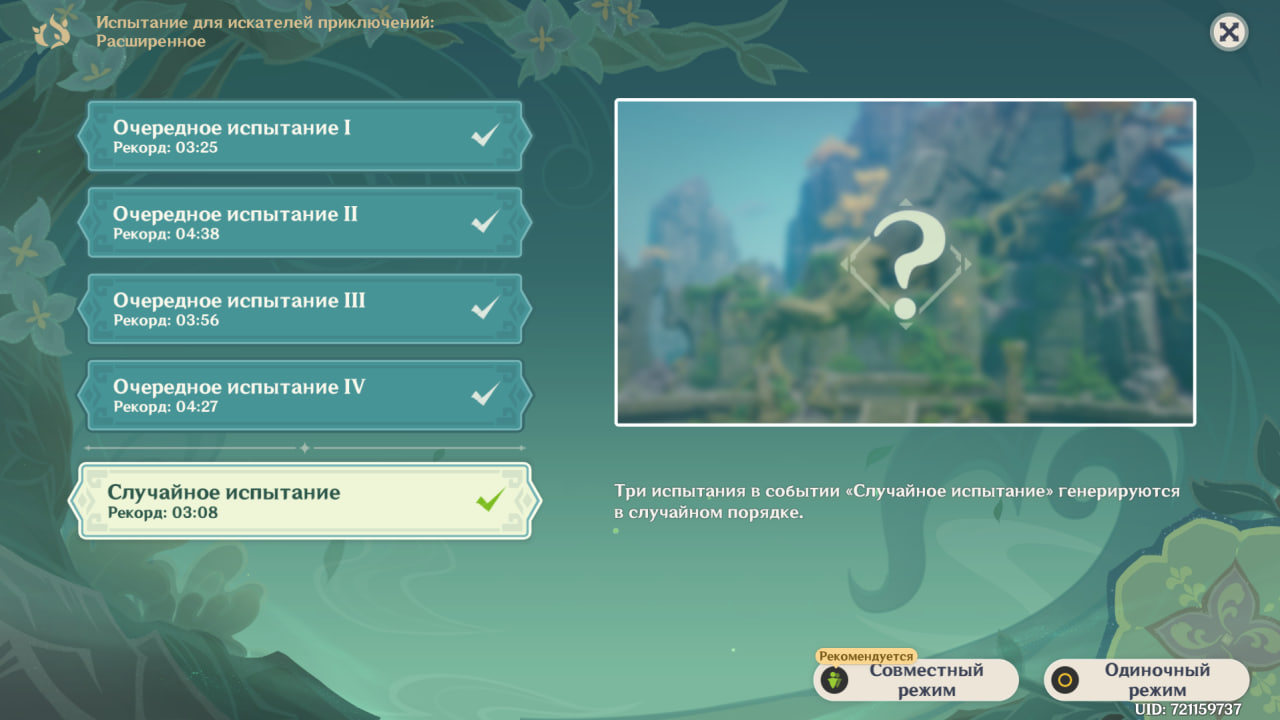 Испытание для искателей приключений:
Расширенное
Очередное испытание I
Рекорд: 03:25
Очередное испытание II
Рекорд: 04:38
Очередное испытание III
Рекорд: 03:56
Очередное испытание IV
Рекорд: 04:27
Случайное испытание
Рекорд: 03:08
Три испытания в событии «Случайное испытание» генерируются
в случайном порядке.
Рекомендуется
Совместный
режим
Одиночный
режим
UID: 721159737